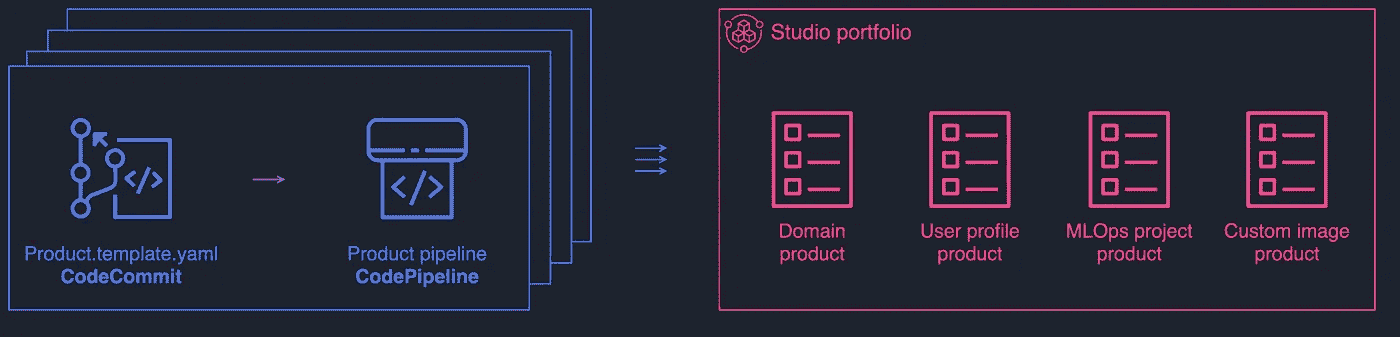 Studio portfolio
Product.template.yaml
CodeCommit
</>
Product pipeline
CodePipeline
</>
Domain
product
User profile
product
MLOps project
product
Custom image
product